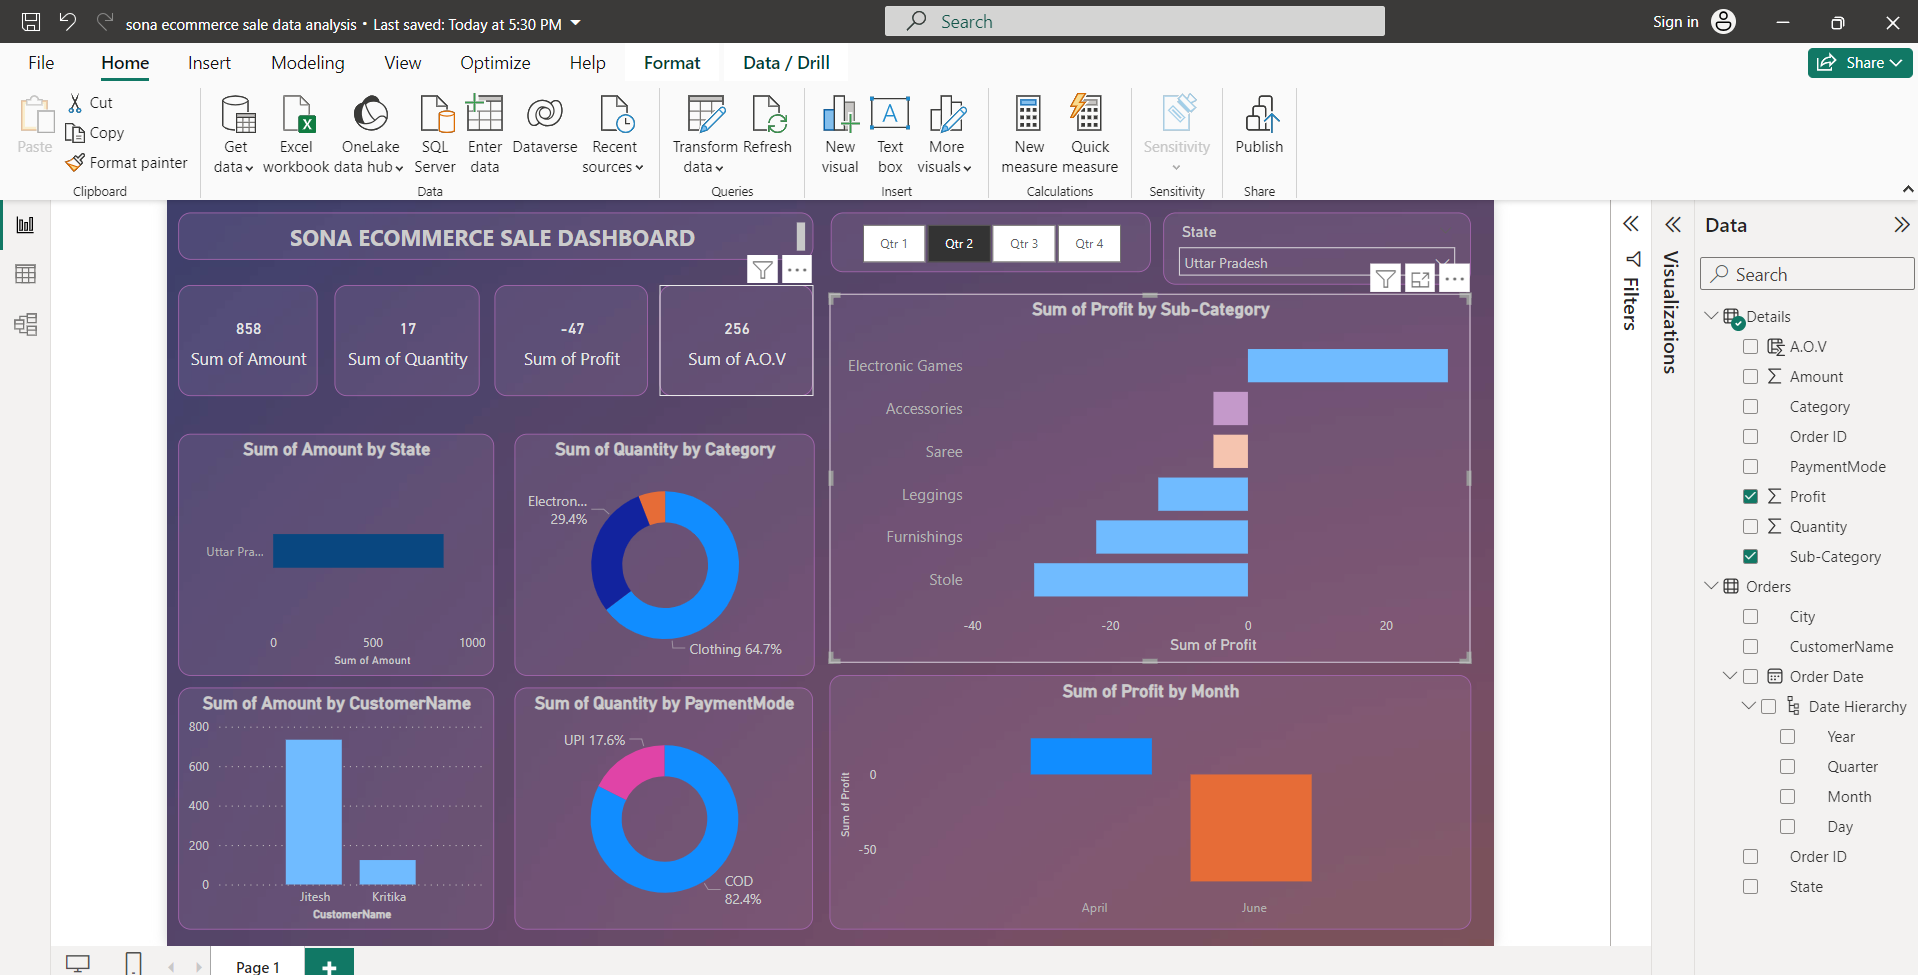 sona ecommerce sale data analysis • Last saved: Today at 5:30 PM
Search
Sign in
File
Home
Insert
Modeling
View
Optimize
Help
Format
Data / Drill
Share
Paste
Cut
Copy
Format painter
Clipboard
Get
data
Excel
workbook
OneLake
data hub
SQL
Server
Enter
data
Dataverse
Recent
sources
Data
Transform
data
Refresh
Queries
New
visual
Text
box
More
visuals
Insert
New
measure
Quick
measure
Calculations
Sensitivity
Sensitivity
Publish
Share
SONA ECOMMERCE SALE DASHBOARD
Qtr 1
Qtr 2
Qtr 3
Qtr 4
State
Uttar Pradesh
858
Sum of Amount
17
Sum of Quantity
-47
Sum of Profit
256
Sum of A.O.V
Sum of Profit by Sub-Category
Electronic Games
Accessories
Saree
Leggings
Furnishings
Stole
-40
-20
0
20
Sum of Profit
Sum of Amount by State
Uttar Pra...
0
500
1000
Sum of Amount
Sum of Quantity by Category
Electron...
29.4%
Clothing 64.7%
Sum of Amount by CustomerName
800
600
400
200
0
Jitesh
Kritika
CustomerName
Sum of Quantity by PaymentMode
UPI 17.6%
COD
82.4%
Sum of Profit by Month
Sum of Profit
0
-50
April
June
Filters
Visualizations
Data
Search
Details
A.O.V
Amount
Category
Order ID
PaymentMode
Profit
Quantity
Sub-Category
Orders
City
CustomerName
Order Date
Date Hierarchy
Year
Quarter
Month
Day
Order ID
State
Page 1